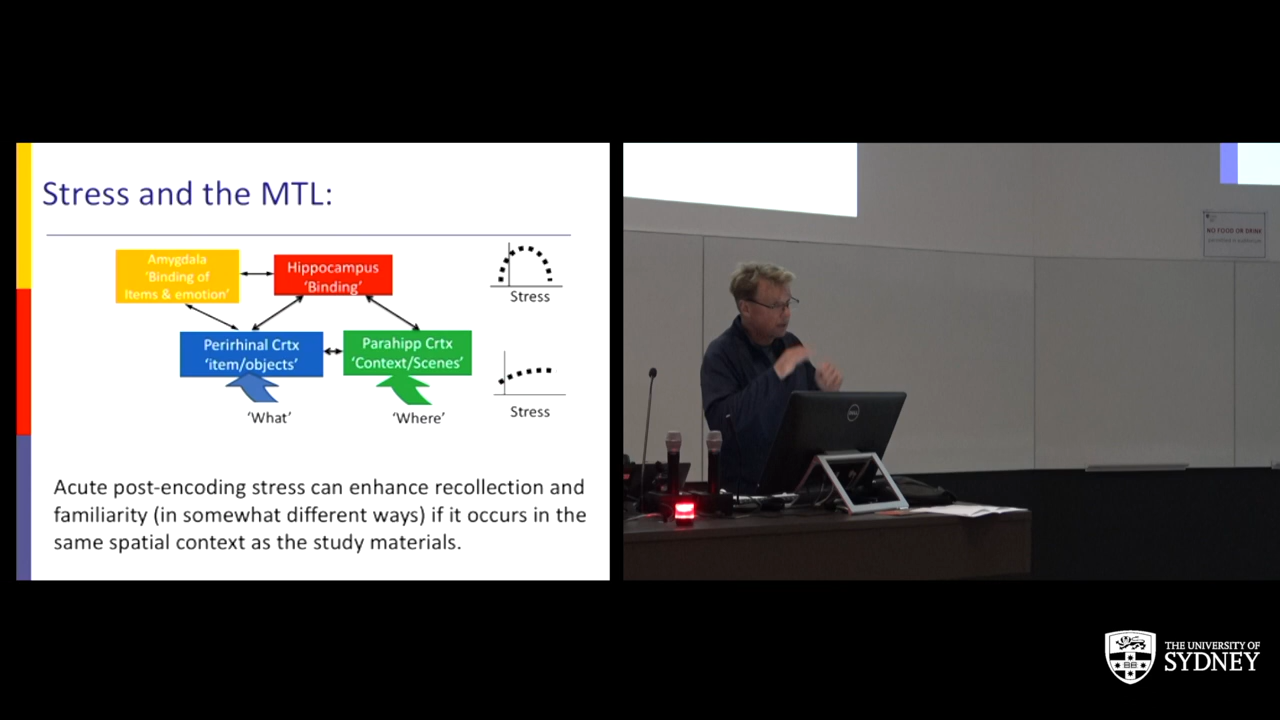 Stress and the MTL:
Amygdala
'Binding of
items & emotion'
Hippocampus
'Binding'
Stress
Perirhinal Crtx
'item/objects'
Parahipp Crtx
'Context/Scenes'
'What'
'Where'
Stress
Acute post-encoding stress can enhance recollection and
familiarity (in somewhat different ways) if it occurs in the
same spatial context as the study materials.
NO FOOD OR DRINK
DELL
THE UNIVERSITY OF
SYDNEY